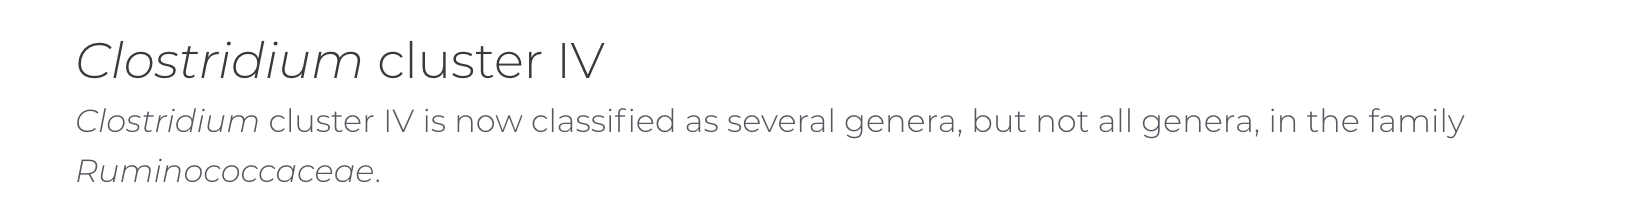 Clostridium cluster IV
Clostridium cluster IV is now classified as several genera, but not all genera, in the family
Ruminococcaceae.